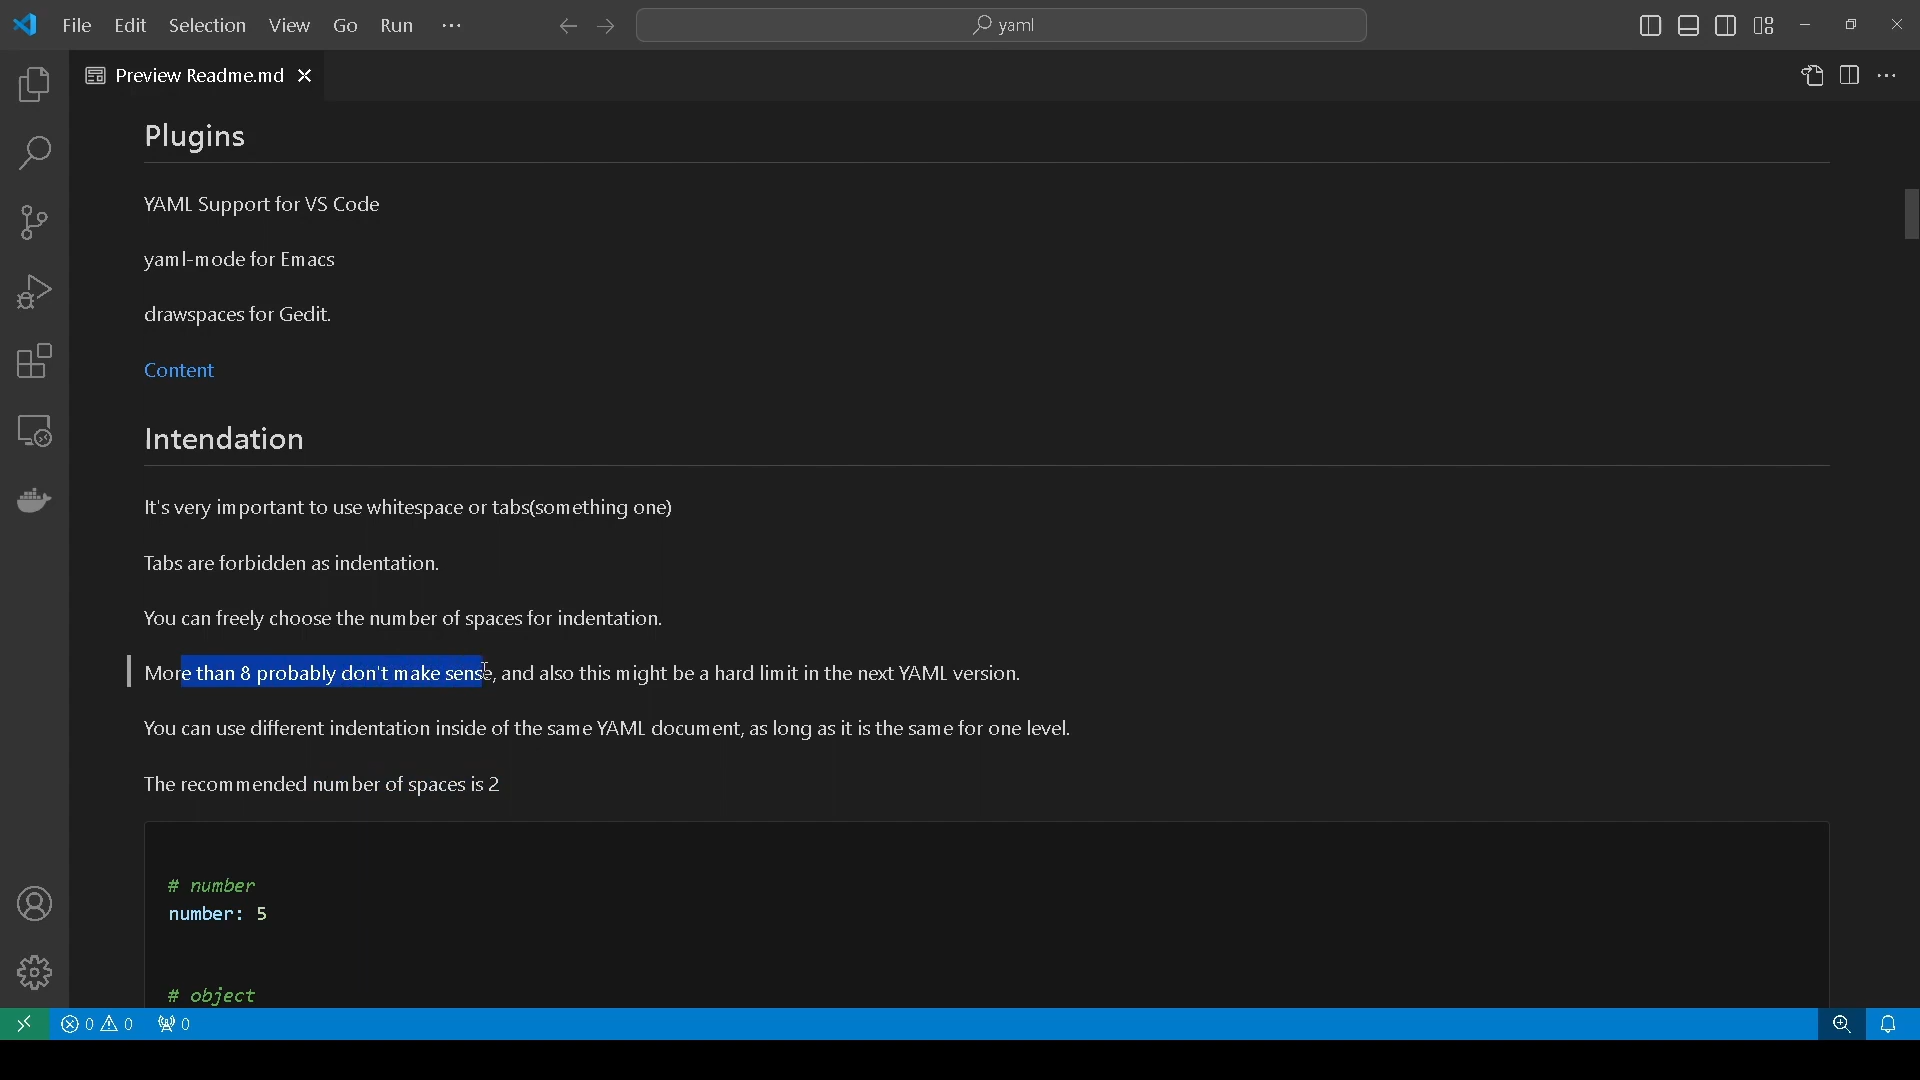 File Edit Selection View Go Run ···
yaml
Preview Readme.md
Plugins
YAML Support for VS Code
yaml-mode for Emacs
drawspaces for Gedit.
Content
Intendation
It's very important to use whitespace or tabs(something one)
Tabs are forbidden as indentation.
You can freely choose the number of spaces for indentation.
More than 8 probably don't make sense, and also this might be a hard limit in the next YAML version.
You can use different indentation inside of the same YAML document, as long as it is the same for one level.
The recommended number of spaces is 2
# number
number: 5
# object
0 0 0